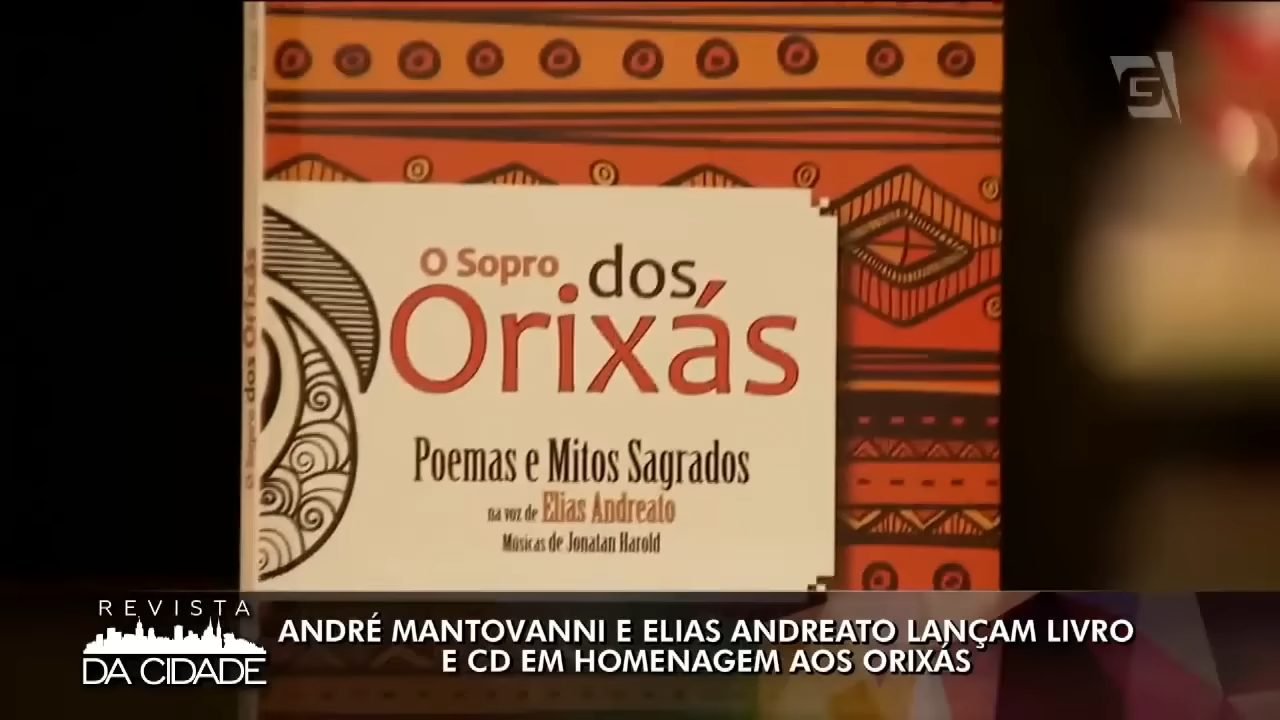 O Sopro dos
Orixás
Poemas e Mitos Sagrados
na voz de Elias Andreato
Músicas de Jonatan Harold
O Sopro dos Orixás
REVISTA
DA CIDADE
ANDRÉ MANTOVANNI E ELIAS ANDREATO LANÇAM LIVRO
E CD EM HOMENAGEM AOS ORIXÁS
G